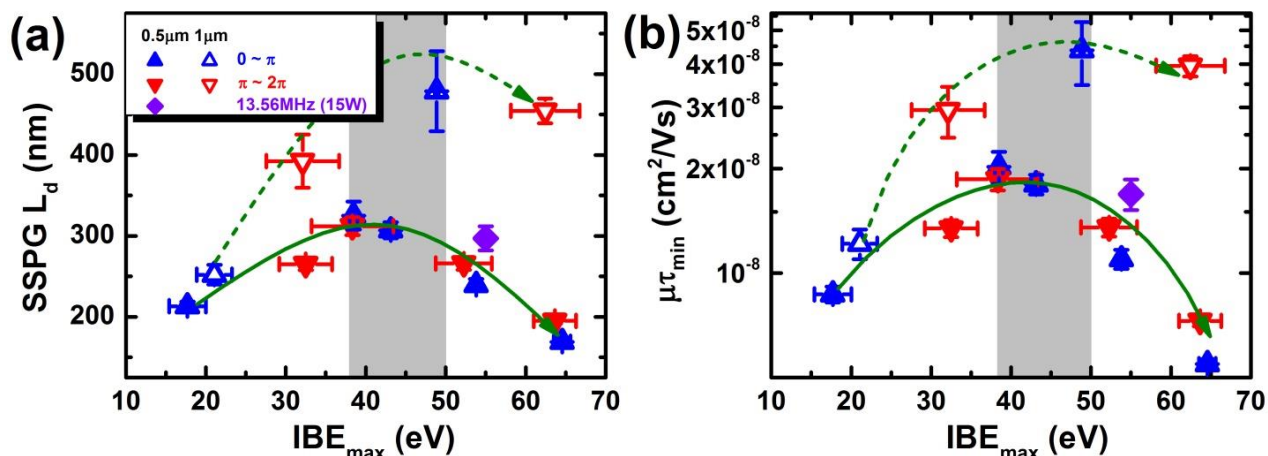 (a)
0.5μm 1μm
0 ~ π
π ~ 2π
13.56MHz (15W)
SSPG L_d (nm)
500
400
300
200
10 20 30 40 50 60 70
IBE_max (eV)
(b)
μτ_min (cm²/Vs)
5x10⁻⁸
4x10⁻⁸
3x10⁻⁸
2x10⁻⁸
10⁻⁸
10 20 30 40 50 60 70
IBE_max (eV)